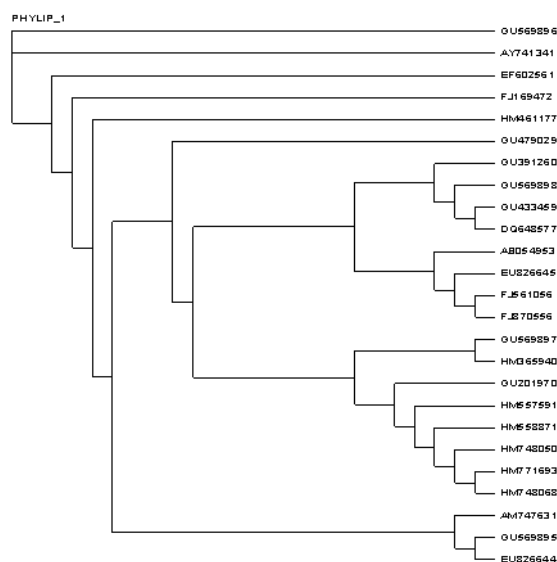 PHYLIP_1
GU569896
AY741341
EF602561
FJ169472
HM461177
GU479029
GU391260
GU569898
GU433459
DQ648577
AB054953
EU826645
FJ561056
FJ870556
GU569897
HM365940
GU201970
HM557591
HM558871
HM748050
HM771693
HM748068
AM747631
GU569895
EU826644